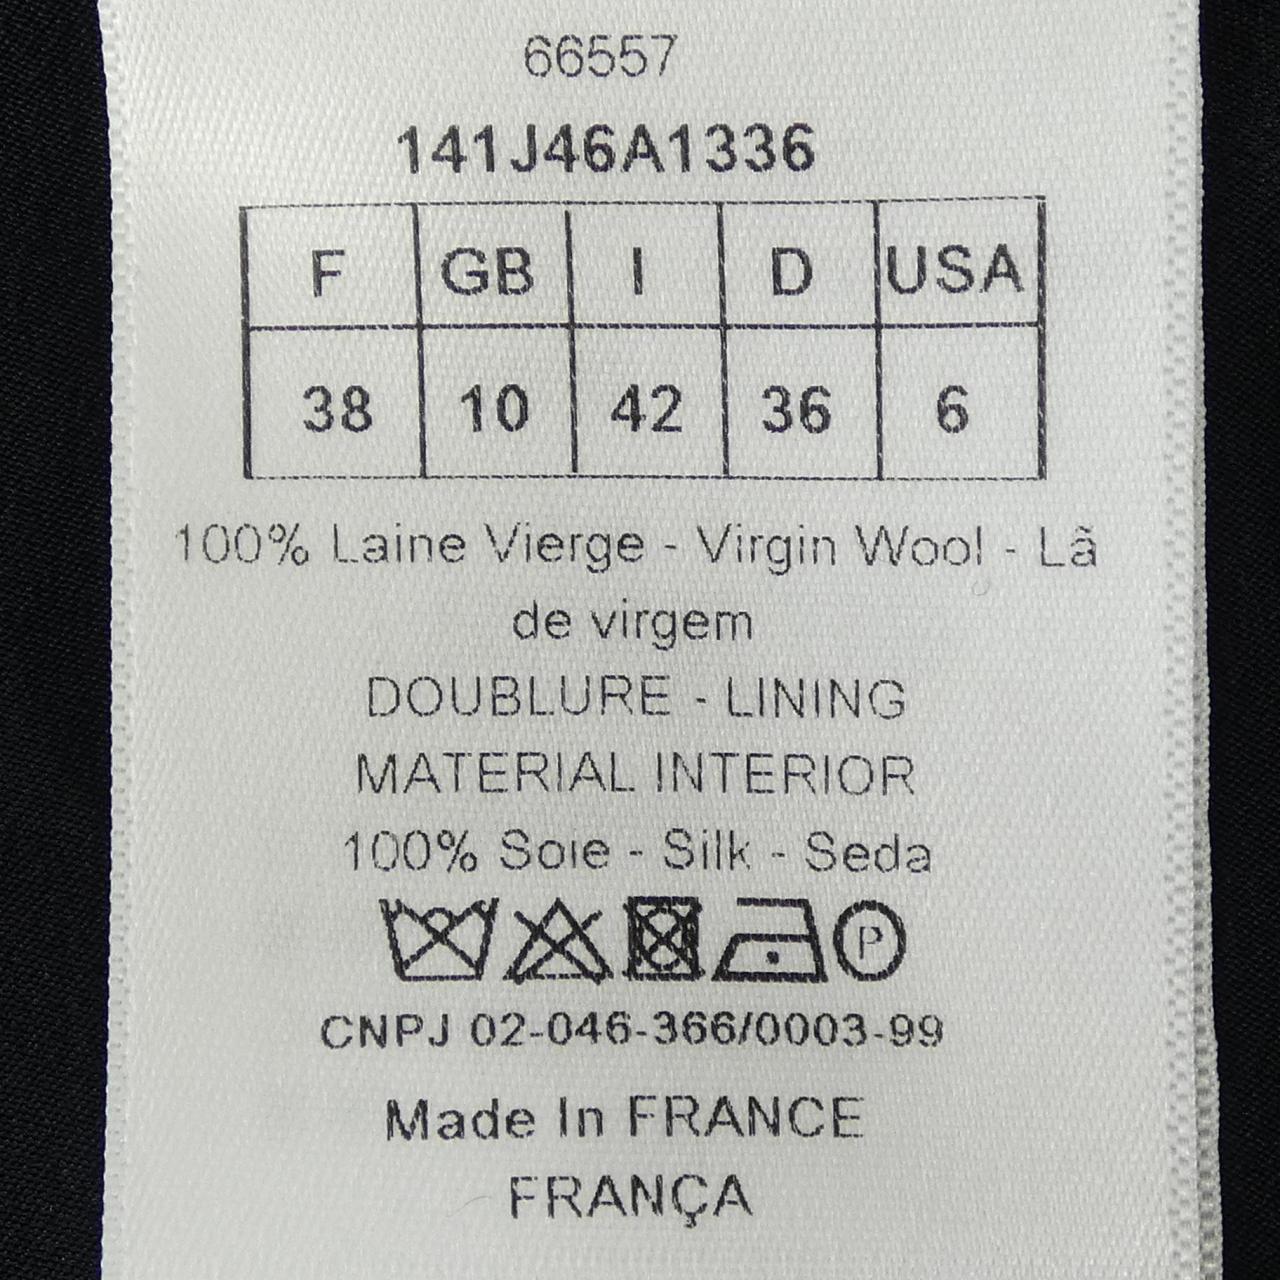 66557
141J46A1336
F GB I D USA
38 10 42 36 6
100% Laine Vierge - Virgin Wool - Lã
de virgem
DOUBLURE - LINING
MATERIAL INTERIOR
100% Soie - Silk - Seda
P
CNPJ 02-046-366/0003-99
Made In FRANCE
FRANÇA